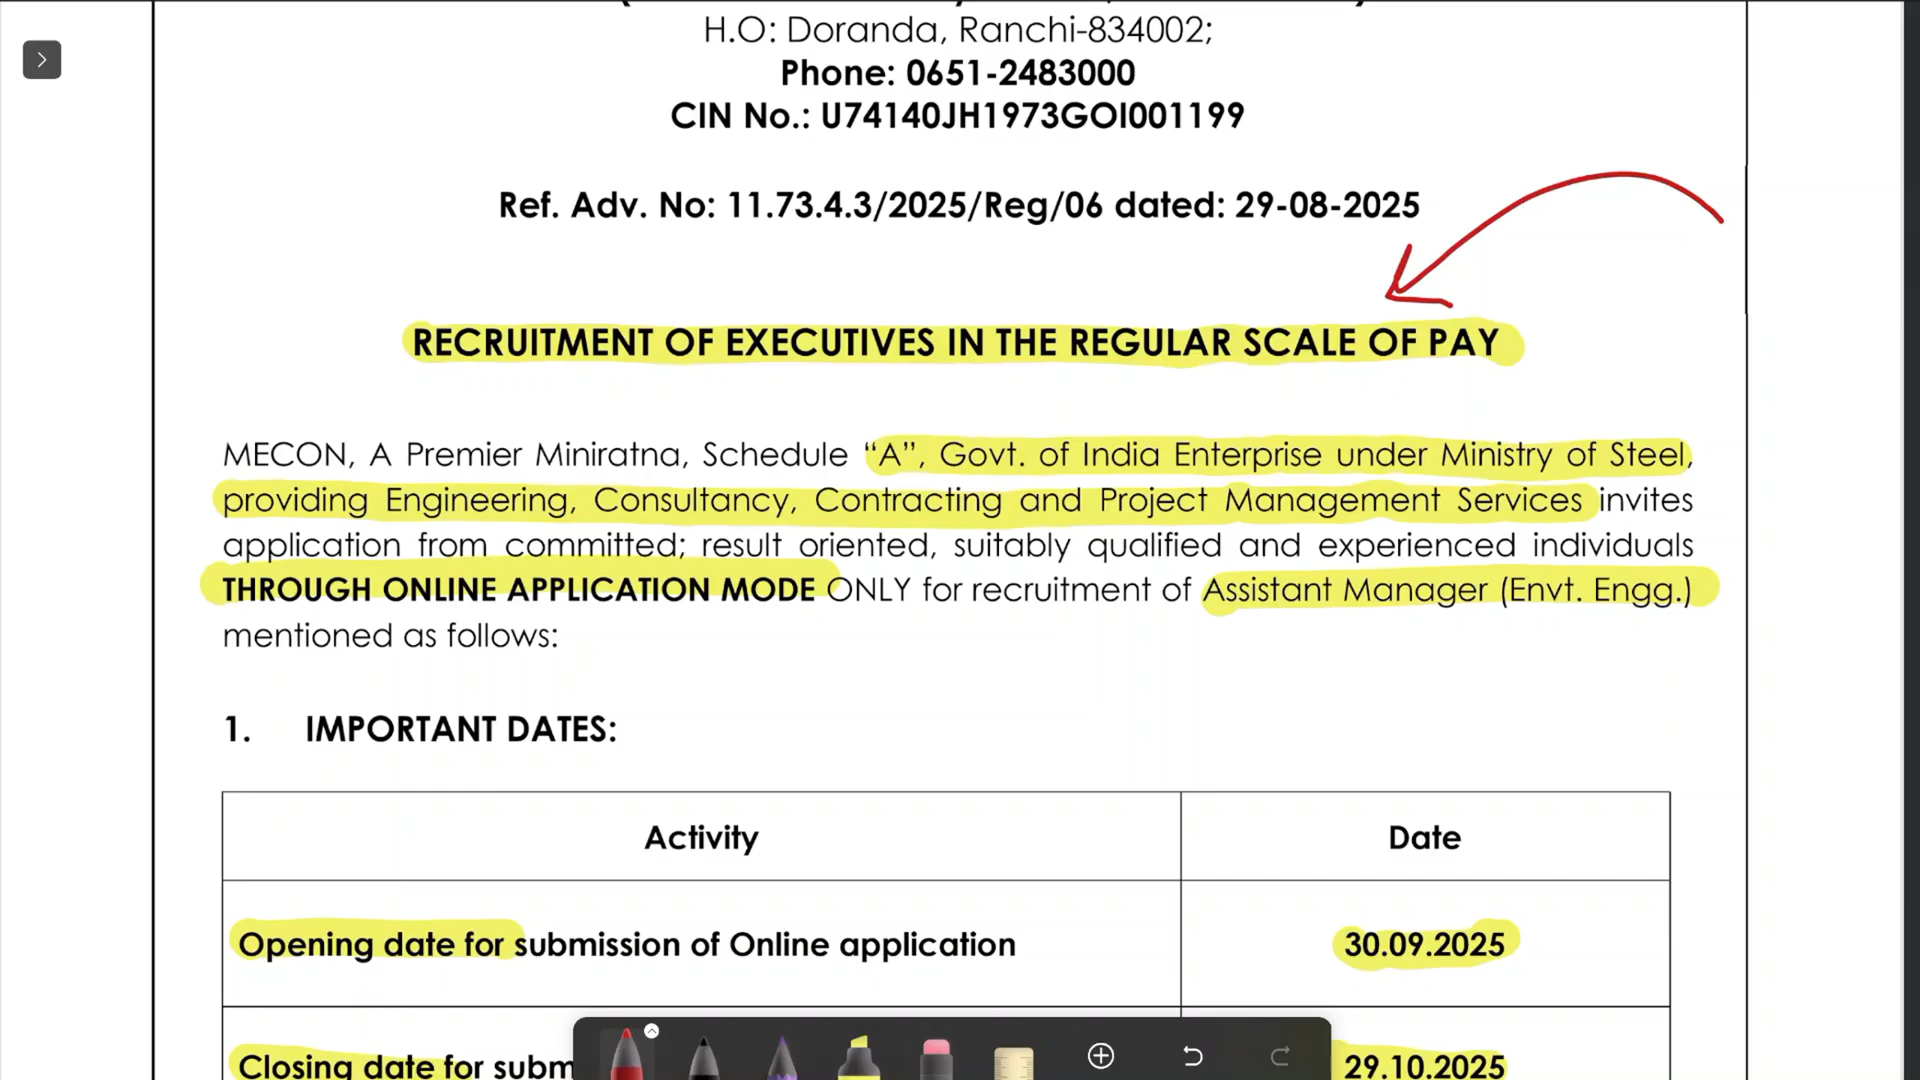 H.O: Doranda, Ranchi-834002;
Phone: 0651-2483000
CIN No.: U74140JH1973GOI001199
Ref. Adv. No: 11.73.4.3/2025/Reg/06 dated: 29-08-2025
RECRUITMENT OF EXECUTIVES IN THE REGULAR SCALE OF PAY
MECON, A Premier Miniratna, Schedule “A”, Govt. of India Enterprise under Ministry of Steel,
providing Engineering, Consultancy, Contracting and Project Management Services invites
application from committed; result oriented, suitably qualified and experienced individuals
THROUGH ONLINE APPLICATION MODE ONLY for recruitment of Assistant Manager (Envt. Engg.)
mentioned as follows:
1. IMPORTANT DATES:
Activity Date
Opening date for submission of Online application 30.09.2025
Closing date for subm 29.10.2025